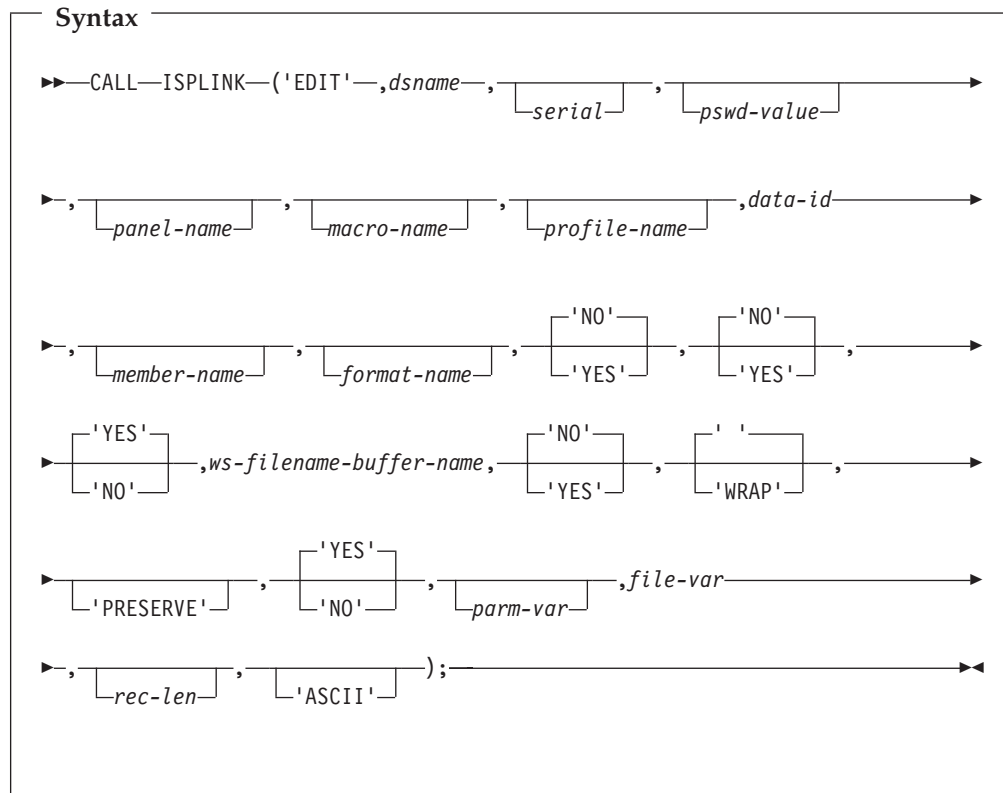 Syntax
CALL ISPLINK ('EDIT' ,dsname , , 
serial pswd-value
, , , ,data-id
panel-name macro-name profile-name
'NO' 'NO'
, , , , ,
member-name format-name 'YES' 'YES'
'YES' 'NO' ' '
,ws-filename-buffer-name, , ,
'NO' 'YES' 'WRAP'
'YES'
, , ,file-var
'PRESERVE' 'NO' parm-var
, , );
rec-len 'ASCII'